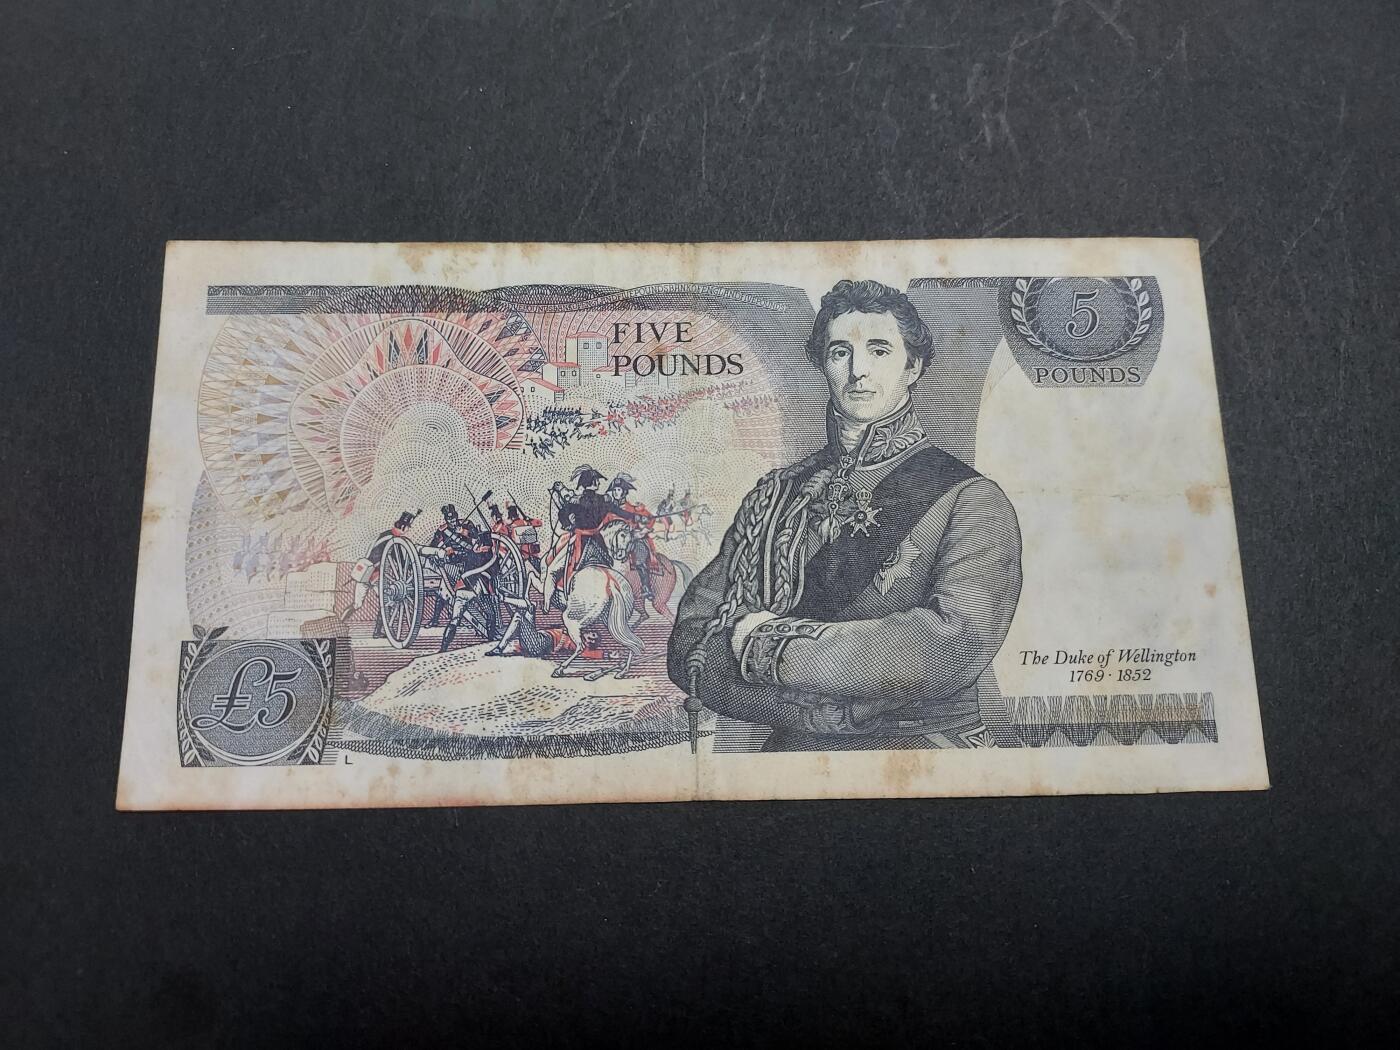 FIVE
POUNDS
5
POUNDS
The Duke of Wellington
1769 · 1852
£5
L